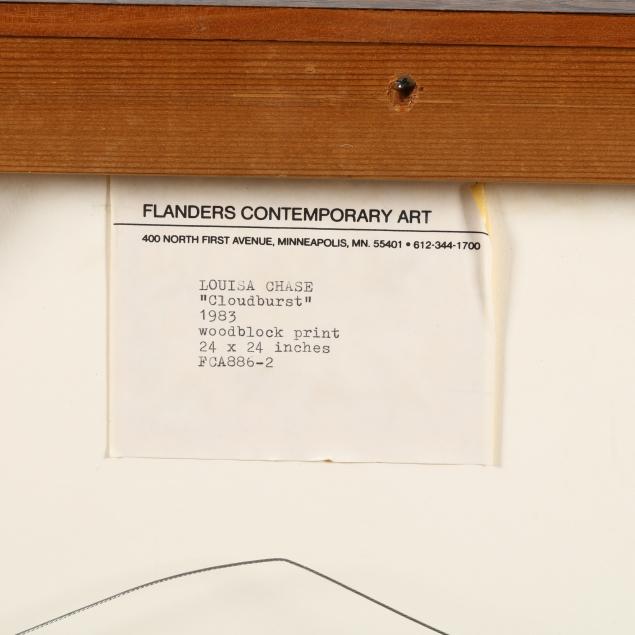 FLANDERS CONTEMPORARY ART
400 NORTH FIRST AVENUE, MINNEAPOLIS, MN. 55401 • 612-344-1700
LOUISA CHASE
"Cloudburst"
1983
woodblock print
24 x 24 inches
FCA886-2